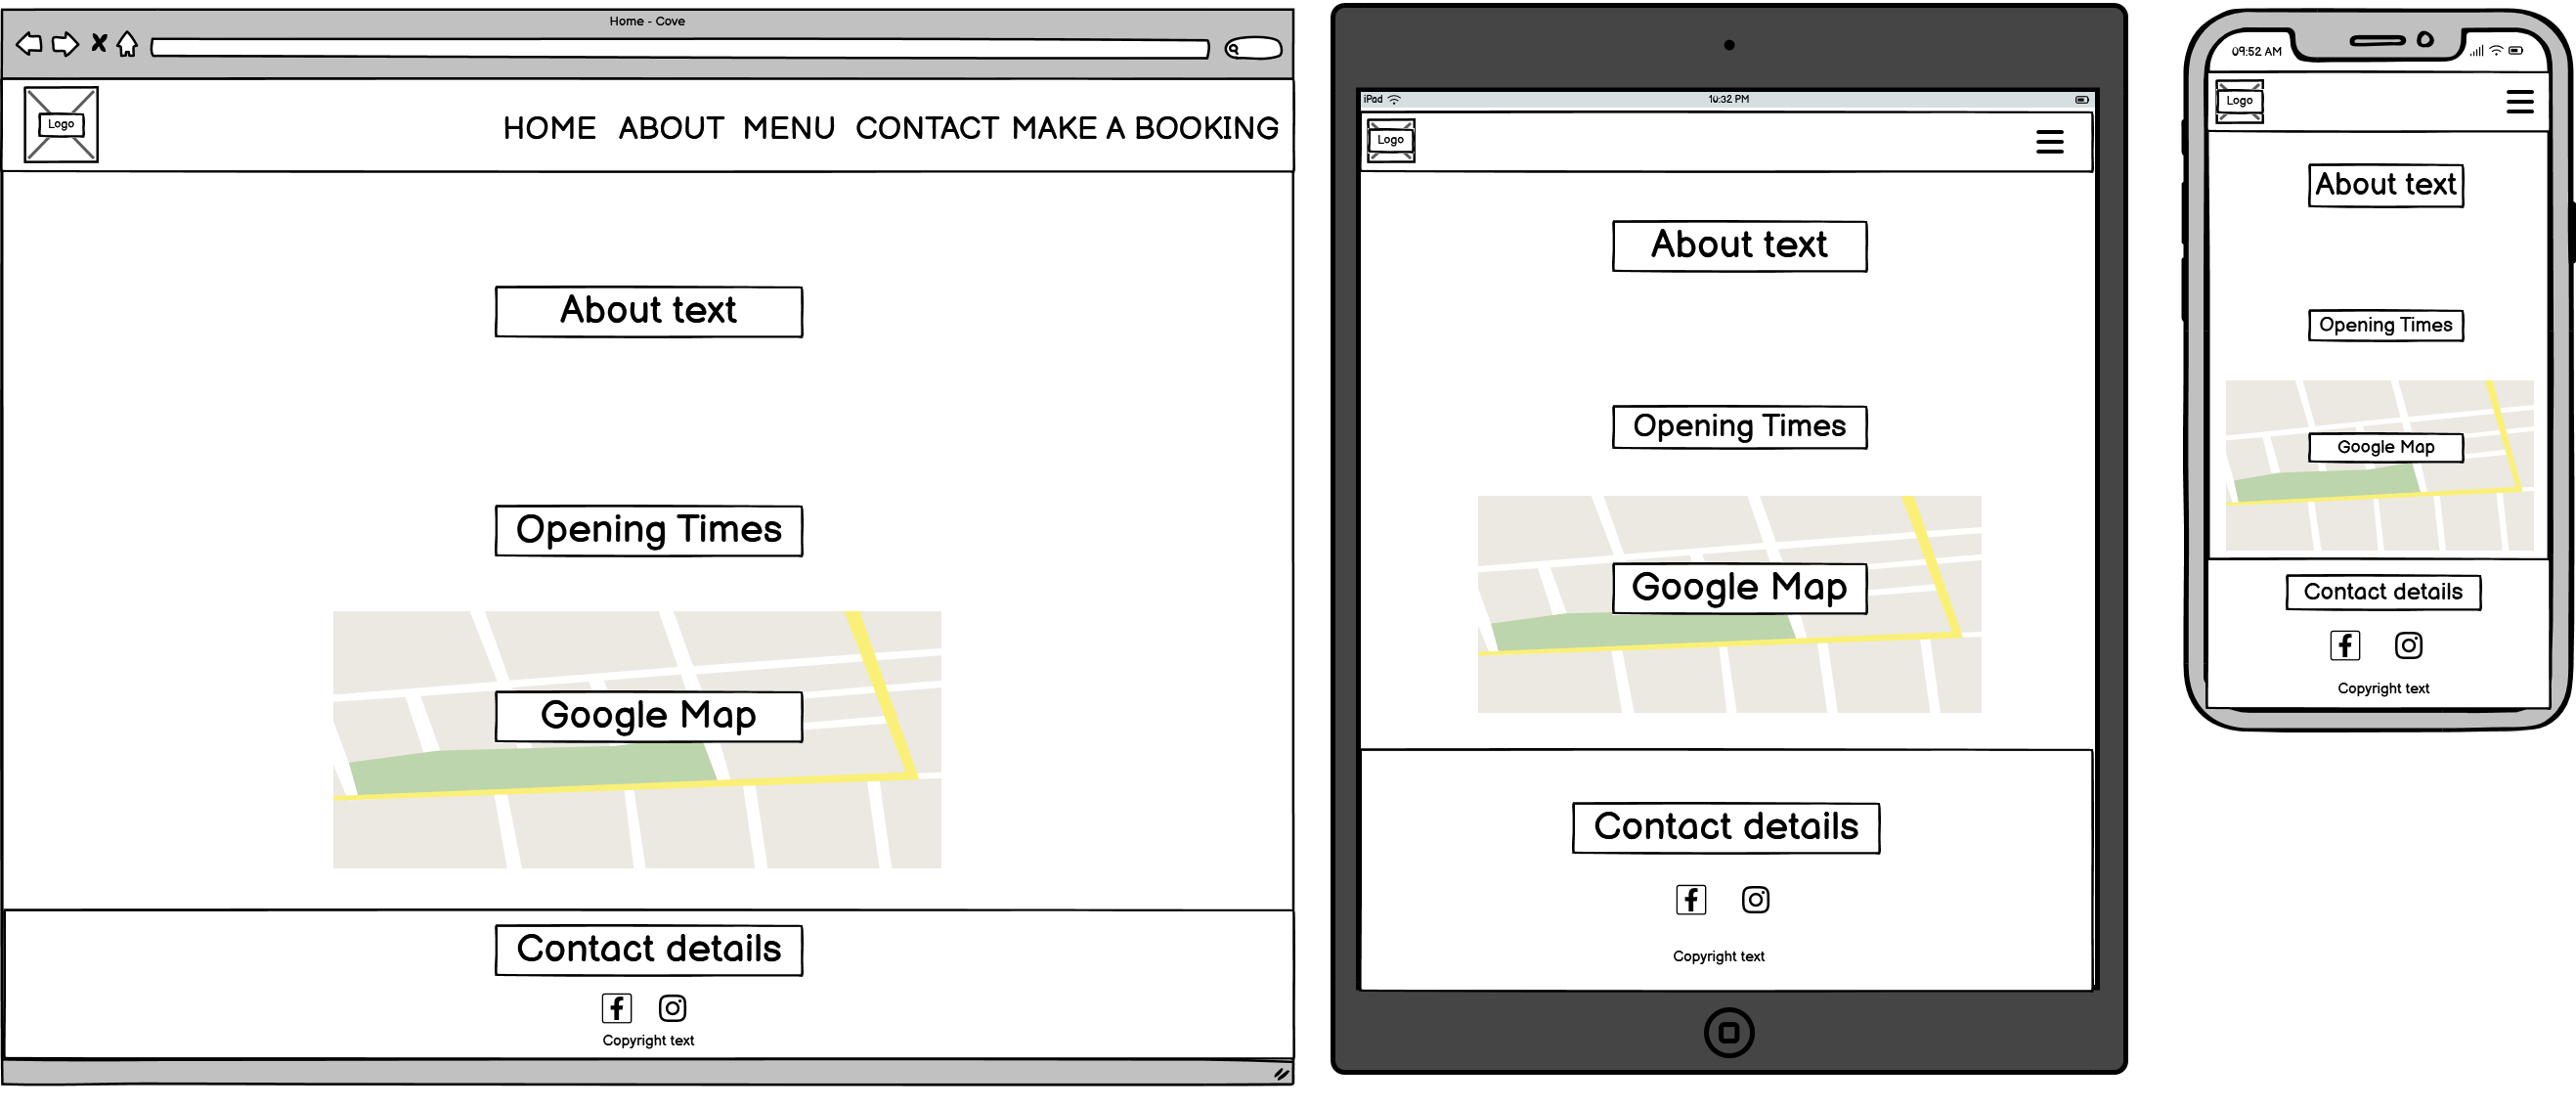 Home - Cove
Logo
HOME ABOUT MENU CONTACT MAKE A BOOKING
About text
Opening Times
Google Map
Contact details
Copyright text
iPad
10:32 PM
Logo
About text
Opening Times
Google Map
Contact details
Copyright text
09:52 AM
Logo
About text
Opening Times
Google Map
Contact details
Copyright text